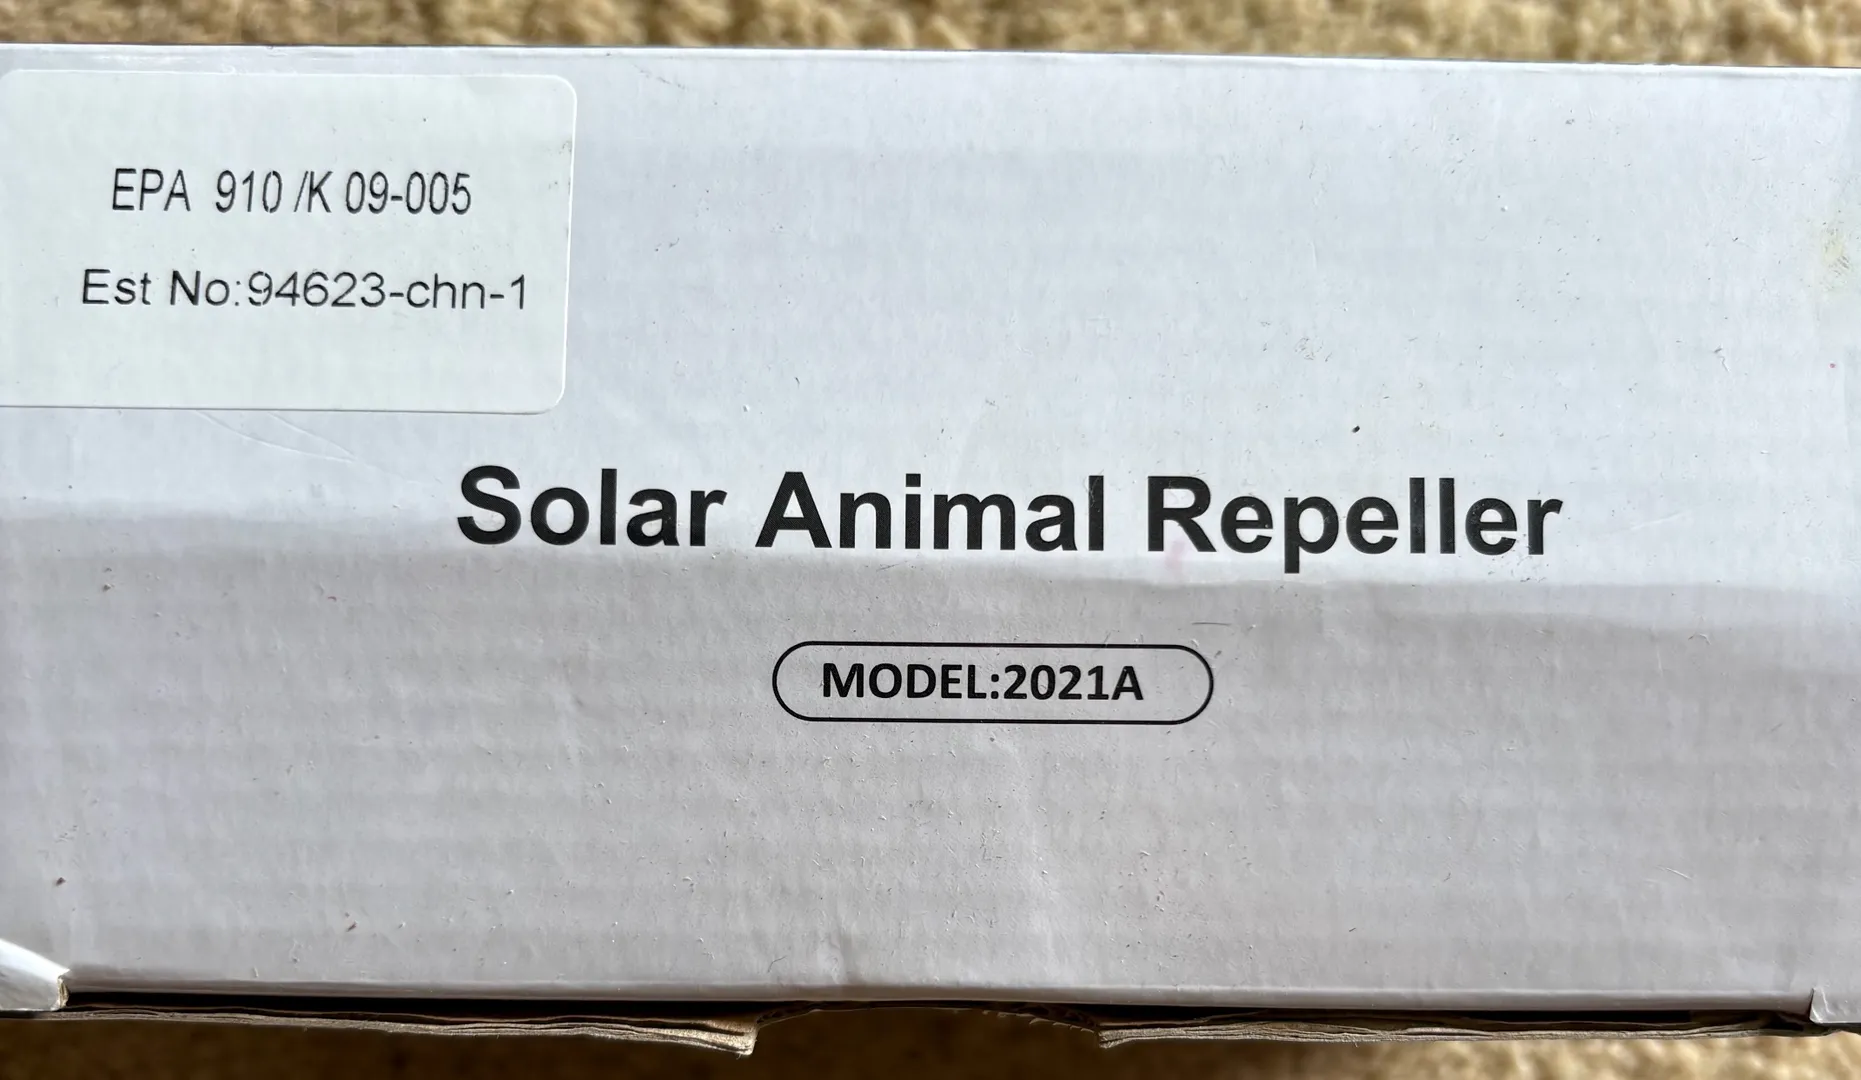 EPA 910 /K 09-005
Est No:94623-chn-1
Solar Animal Repeller
MODEL:2021A